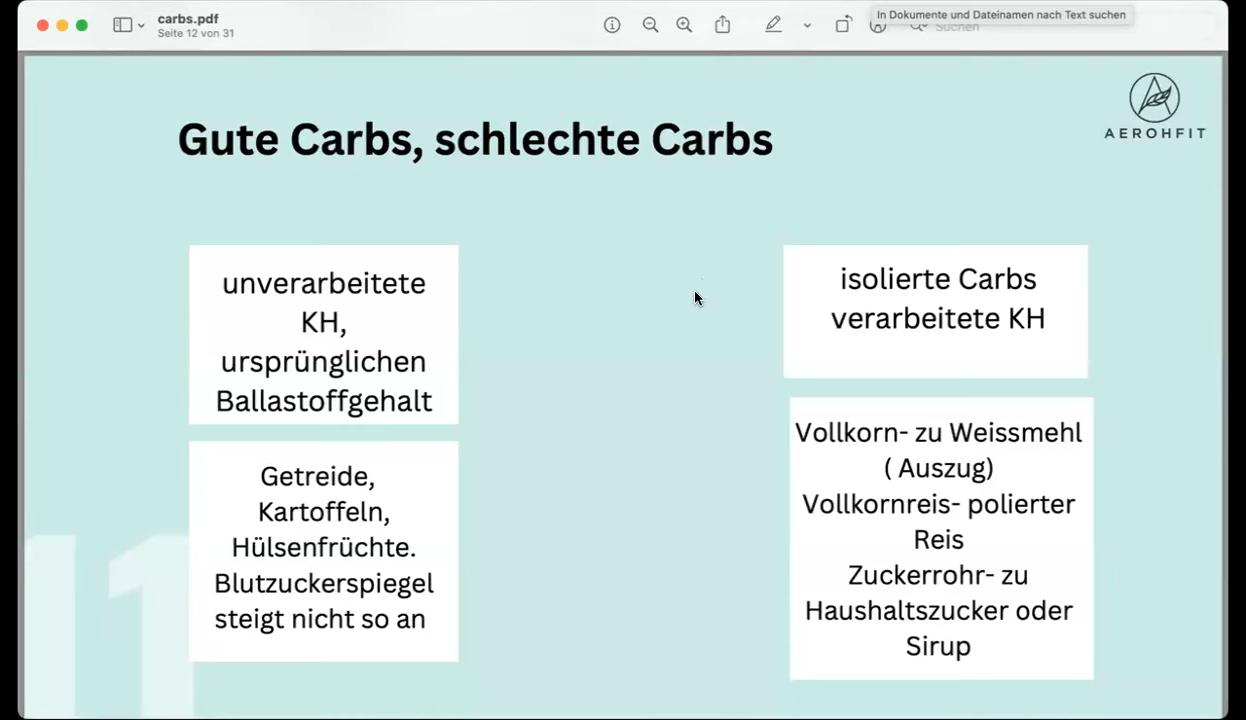 carbs.pdf
Seite 12 von 31
In Dokumente und Dateinamen nach Text suchen
Suchen
AEROHFIT
Gute Carbs, schlechte Carbs
unverarbeitete
KH,
ursprünglichen
Ballastoffgehalt
Getreide,
Kartoffeln,
Hülsenfrüchte.
Blutzuckerspiegel
steigt nicht so an
isolierte Carbs
verarbeitete KH
Vollkorn- zu Weissmehl
( Auszug)
Vollkornreis- polierter
Reis
Zuckerrohr- zu
Haushaltszucker oder
Sirup
11